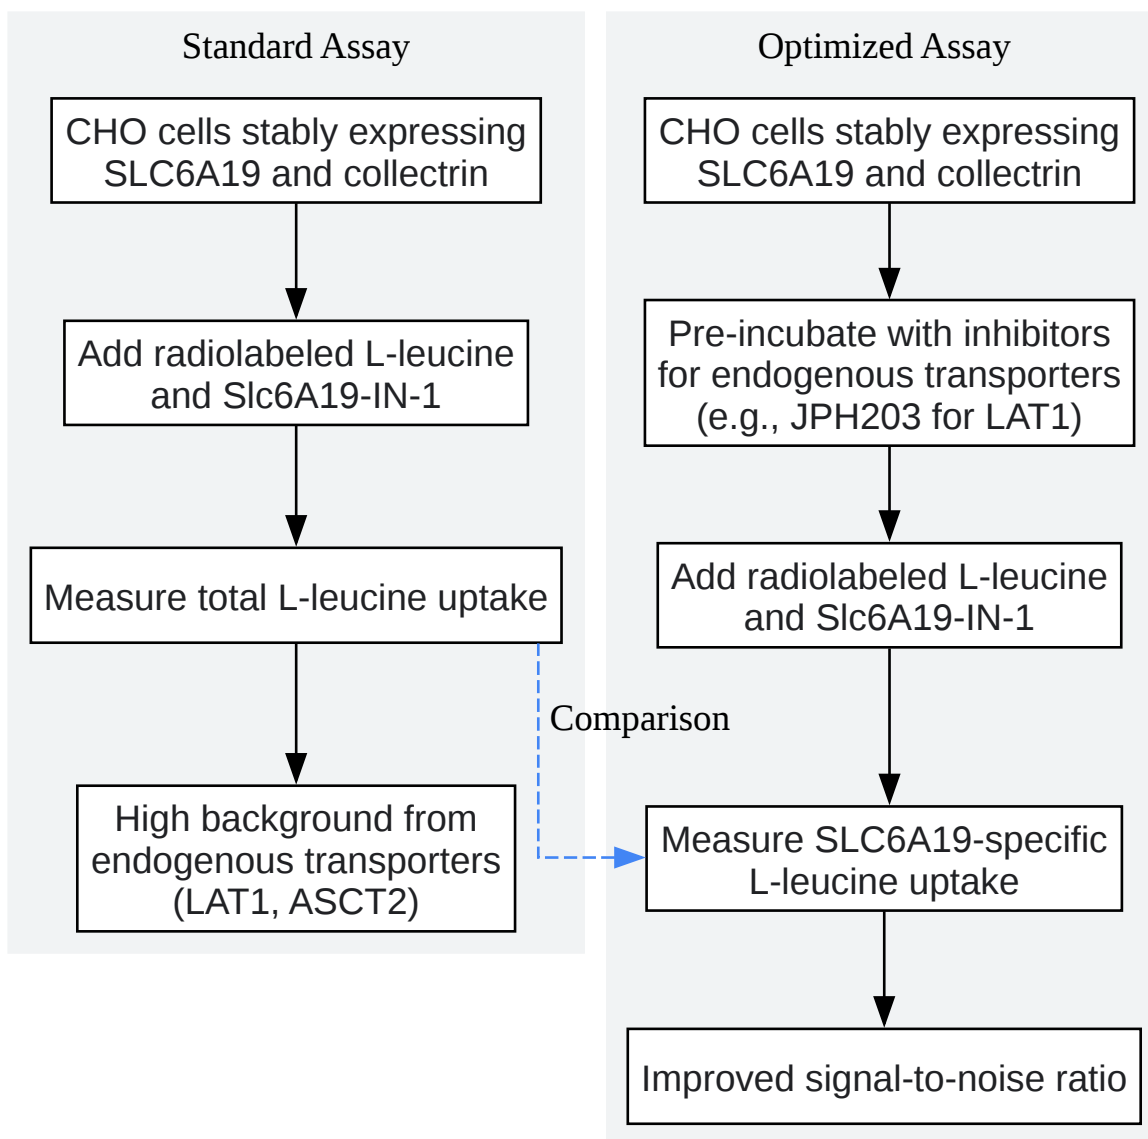 Standard Assay
CHO cells stably expressing
SLC6A19 and collectrin
Add radiolabeled L-leucine
and Slc6A19-IN-1
Measure total L-leucine uptake
High background from
endogenous transporters
(LAT1, ASCT2)
Comparison
Optimized Assay
CHO cells stably expressing
SLC6A19 and collectrin
Pre-incubate with inhibitors
for endogenous transporters
(e.g., JPH203 for LAT1)
Add radiolabeled L-leucine
and Slc6A19-IN-1
Measure SLC6A19-specific
L-leucine uptake
Improved signal-to-noise ratio